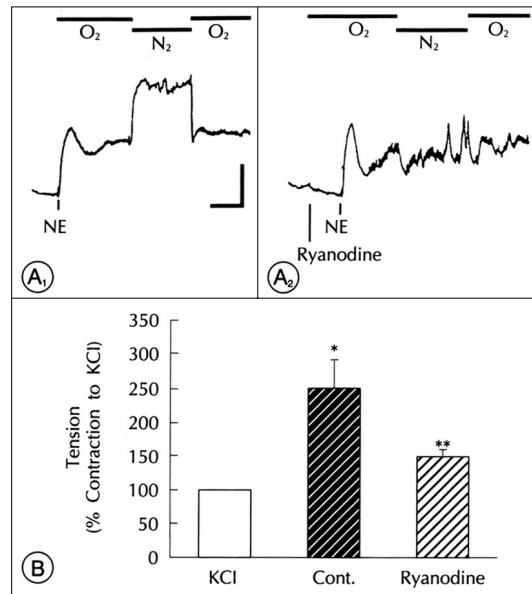 O₂ O₂
N₂
NE
A₁
O₂ O₂
N₂
NE
Ryanodine
A₂
Tension
(% Contraction to KCl)
350
300
250
200
150
100
50
0
*
**
KCl Cont. Ryanodine
B